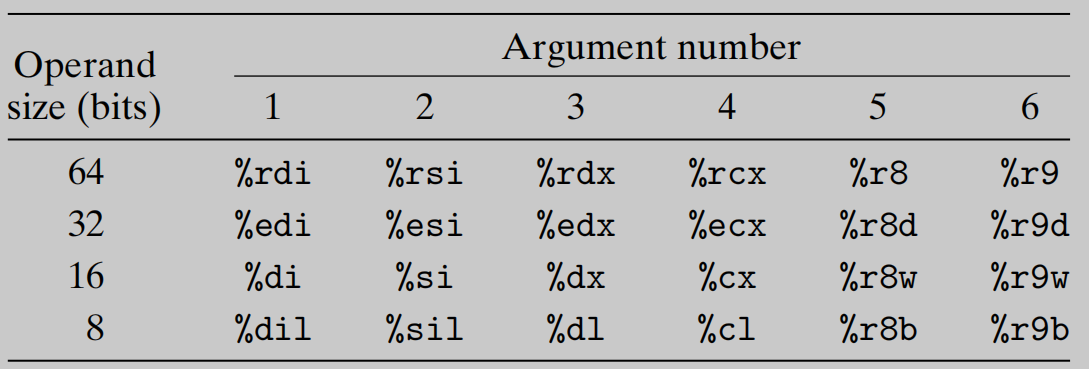 Argument number
Operand
size (bits) 1 2 3 4 5 6
64 %rdi %rsi %rdx %rcx %r8 %r9
32 %edi %esi %edx %ecx %r8d %r9d
16 %di %si %dx %cx %r8w %r9w
8 %dil %sil %dl %cl %r8b %r9b